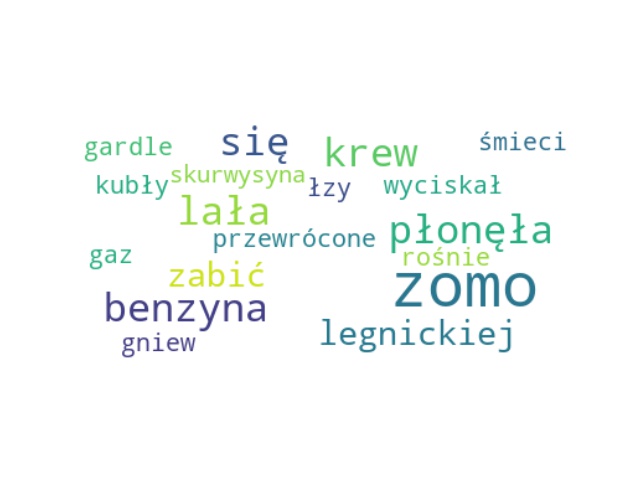 gardle się krew śmieci
kubły skurwysyna łzy wyciskał
lała płonęła
gaz przewrócone rośnie
zabić zomo
benzyna legnickiej
gniew